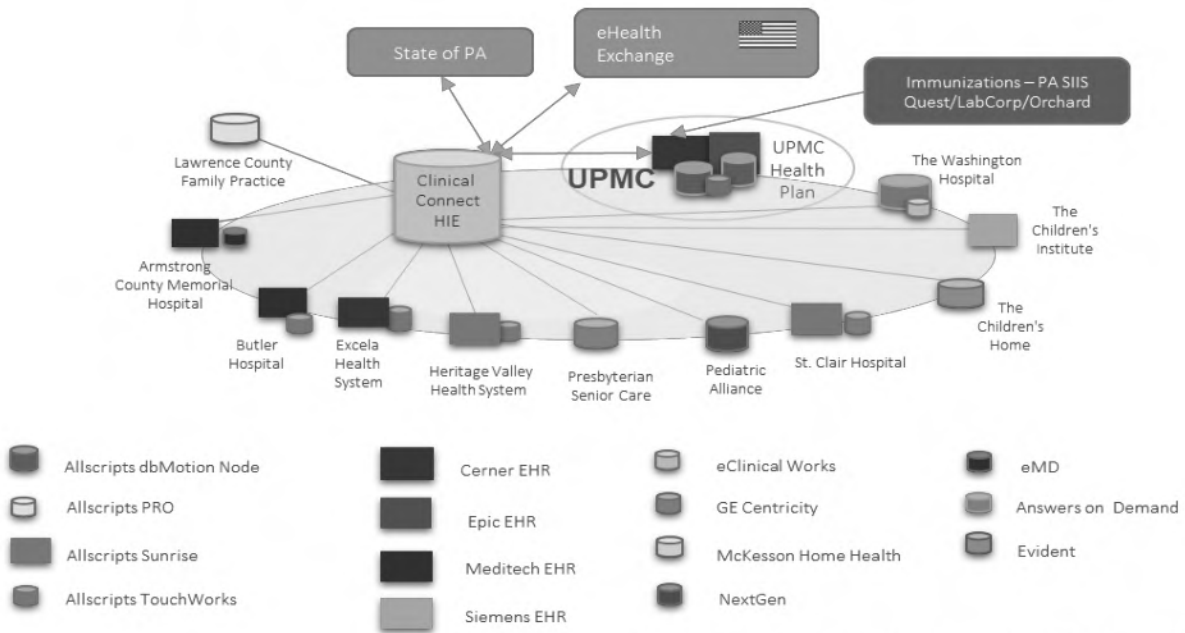 State of PA
eHealth
Exchange
Immunizations – PA SIIS
Quest/LabCorp/Orchard
Lawrence County
Family Practice
Clinical
Connect
HIE
UPMC
UPMC
Health
Plan
The Washington
Hospital
The
Children's
Institute
Armstrong
County Memorial
Hospital
Butler
Hospital
Excela
Health
System
Heritage Valley
Health System
Presbyterian
Senior Care
Pediatric
Alliance
St. Clair Hospital
The
Children's
Home
Allscripts dbMotion Node
Allscripts PRO
Allscripts Sunrise
Allscripts TouchWorks
Cerner EHR
Epic EHR
Meditech EHR
Siemens EHR
eClinical Works
GE Centricity
McKesson Home Health
NextGen
eMD
Answers on Demand
Evident